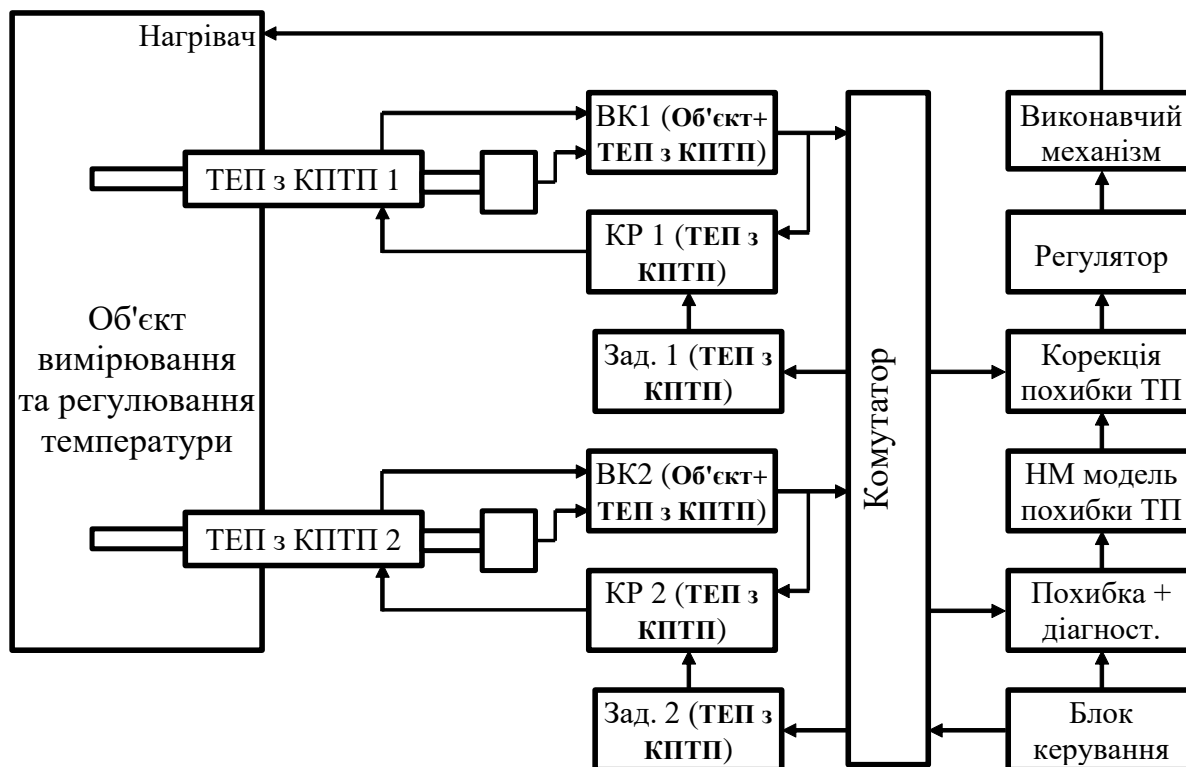 Нагрівач
Об'єкт
вимірювання
та регулювання
температури
ТЕП з КПТП 1
ВК1 (Об'єкт+
ТЕП з КПТП)
КР 1 (ТЕП з
КПТП)
Зад. 1 (ТЕП з
КПТП)
ТЕП з КПТП 2
ВК2 (Об'єкт+
ТЕП з КПТП)
КР 2 (ТЕП з
КПТП)
Зад. 2 (ТЕП з
КПТП)
Комутатор
Виконавчий
механізм
Регулятор
Корекція
похибки ТП
НМ модель
похибки ТП
Похибка +
діагност.
Блок
керування